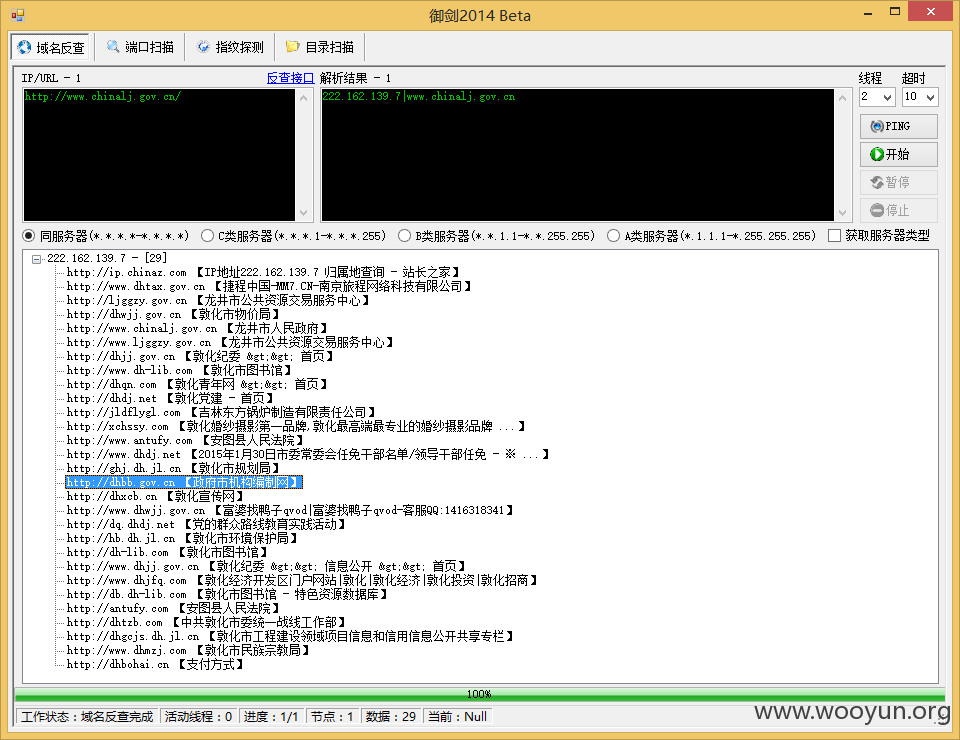 御剑2014 Beta
域名反查 端口扫描 指纹探测 目录扫描
IP/URL - 1 反查接口 解析结果 - 1 线程 超时
http://www.chinalj.gov.cn/ 222.162.139.7|www.chinalj.gov.cn 2 10
PING
开始
暂停
停止
同服务器(*.*.*.*-*.*.*.*) C类服务器(*.*.*.1-*.*.*.255) B类服务器(*.*.1.1-*.*.255.255) A类服务器(*.1.1.1-*.255.255.255) 获取服务器类型
222.162.139.7 - [29]
http://ip.chinaz.com 【IP地址222.162.139.7 归属地查询 - 站长之家】
http://www.dhtax.gov.cn 【捷程中国-MM7.CN-南京旅程网络科技有限公司】
http://ljggzy.gov.cn 【龙井市公共资源交易服务中心】
http://dhwjj.gov.cn 【敦化市物价局】
http://www.chinalj.gov.cn 【龙井市人民政府】
http://www.ljggzy.gov.cn 【龙井市公共资源交易服务中心】
http://dhjj.gov.cn 【敦化纪委 &gt;&gt; 首页】
http://www.dh-lib.com 【敦化市图书馆】
http://dhqn.com 【敦化青年网 &gt;&gt; 首页】
http://dhdj.net 【敦化党建 - 首页】
http://jldflygl.com 【吉林东方锅炉制造有限责任公司】
http://xchssy.com 【敦化婚纱摄影第一品牌,敦化最高端最专业的婚纱摄影品牌 ...】
http://www.antufy.com 【安图县人民法院】
http://www.dhdj.net 【2015年1月30日市委常委会任免干部名单/领导干部任免 - ※ ...】
http://ghj.dh.jl.cn 【敦化市规划局】
http://dhbb.gov.cn 【政府市机构编制网】
http://dhxcb.cn 【敦化宣传网】
http://www.dhwjj.gov.cn 【富婆找鸭子qvod|富婆找鸭子qvod-客服QQ:1416318341】
http://dq.dhdj.net 【党的群众路线教育实践活动】
http://hb.dh.jl.cn 【敦化市环境保护局】
http://dh-lib.com 【敦化市图书馆】
http://www.dhjj.gov.cn 【敦化纪委 &gt;&gt; 信息公开 &gt;&gt; 首页】
http://www.dhjfq.com 【敦化经济开发区门户网站|敦化|敦化经济|敦化投资|敦化招商】
http://db.dh-lib.com 【敦化市图书馆 - 特色资源数据库】
http://antufy.com 【安图县人民法院】
http://dhtzb.com 【中共敦化市委统一战线工作部】
http://dhgcjs.dh.jl.cn 【敦化市工程建设领域项目信息和信用信息公开共享专栏】
http://www.dhmzj.com 【敦化市民族宗教局】
http://dhbohai.cn 【支付方式】
100%
工作状态：域名反查完成 活动线程：0 进度：1/1 节点：1 数据：29 当前：Null
www.wooyun.org